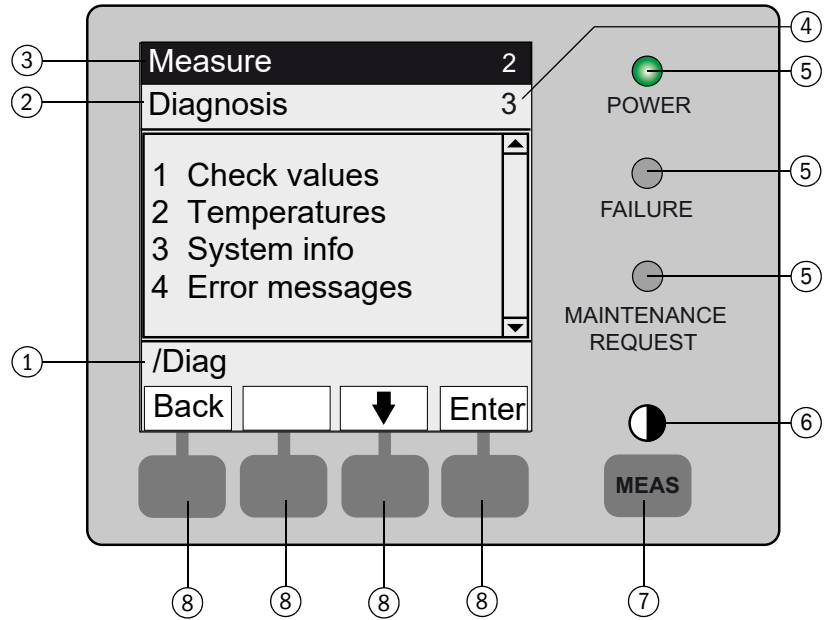 Measure 2
Diagnosis 3
1 Check values
2 Temperatures
3 System info
4 Error messages
/Diag
Back
Enter
POWER
FAILURE
MAINTENANCE
REQUEST
MEAS
3
2
1
4
5
5
5
6
7
8
8
8
8